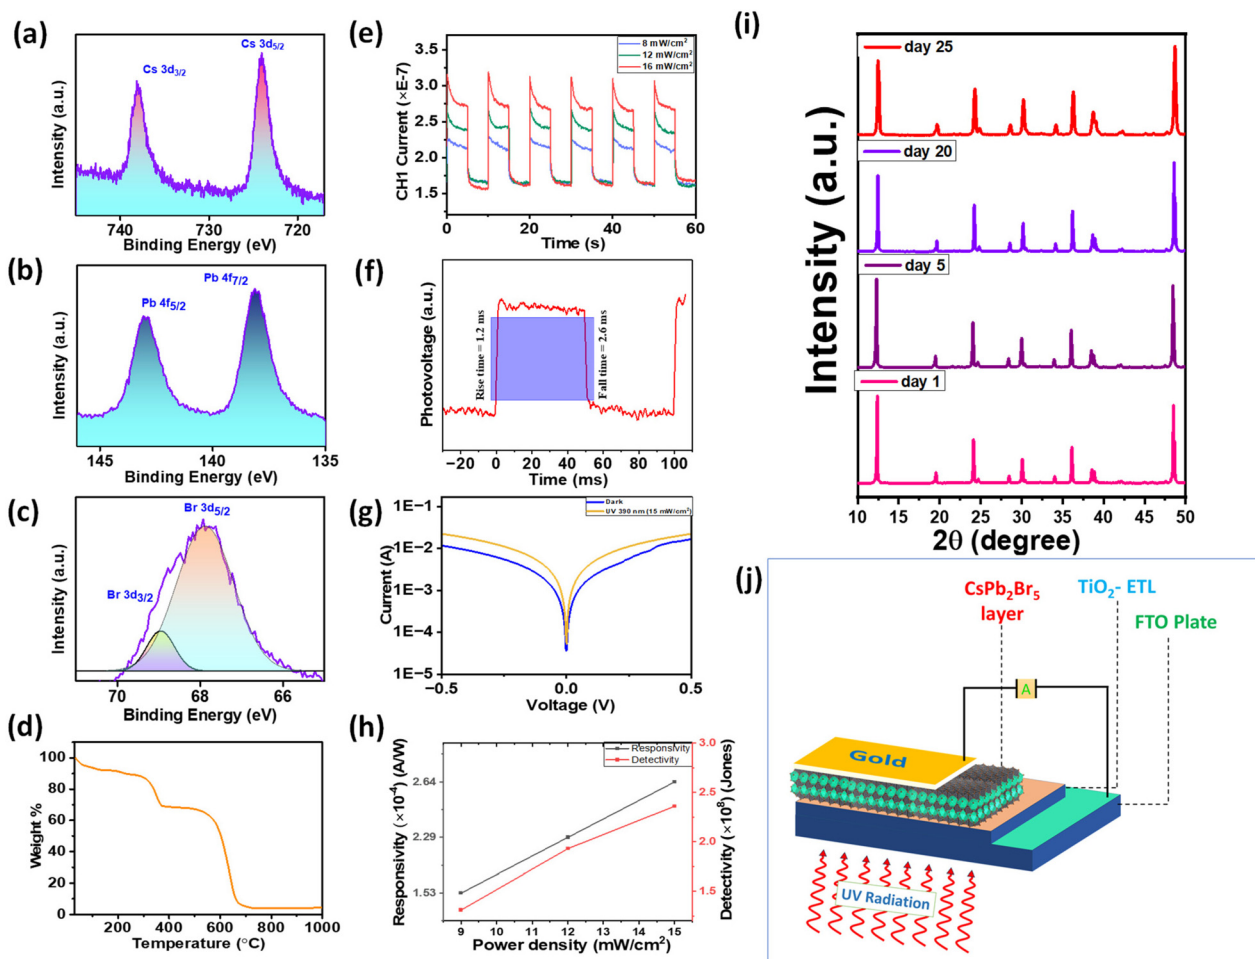 (a)
Cs 3d3/2
Cs 3d5/2
Intensity (a.u.)
740
730
720
Binding Energy (eV)
(b)
Pb 4f5/2
Pb 4f7/2
Intensity (a.u.)
145
140
135
Binding Energy (eV)
(c)
Br 3d5/2
Br 3d3/2
Intensity (a.u.)
70
68
66
Binding Energy (eV)
(d)
100
80
60
40
20
0
Weight %
0
200
400
600
800
1000
Temperature (°C)
(e)
3.5
3.0
2.5
2.0
1.5
CH1 Current (×E-7)
8 mW/cm²
12 mW/cm²
16 mW/cm²
0
10
20
30
40
50
60
Time (s)
(f)
Photovoltage (a.u.)
Rise time = 1.2 ms
Fall time = 2.6 ms
-20
0
20
40
60
80
100
Time (ms)
(g)
1E−1
1E−2
1E−3
1E−4
1E−5
Current (A)
Dark
UV 390 nm (15 mW/cm²)
−0.5
0.0
0.5
Voltage (V)
(h)
2.64
2.29
1.53
Responsivity (×10⁻⁴) (A/W)
Responsivity
Detectivity
3.0
2.5
2.0
1.5
Detectivity (×10⁸) (Jones)
9
10
11
12
13
14
15
Power density (mW/cm²)
(i)
day 25
day 20
day 5
day 1
Intensity (a.u.)
10
15
20
25
30
35
40
45
50
2θ (degree)
(j)
CsPb₂Br₅
layer
TiO₂- ETL
FTO Plate
A
Gold
UV Radiation